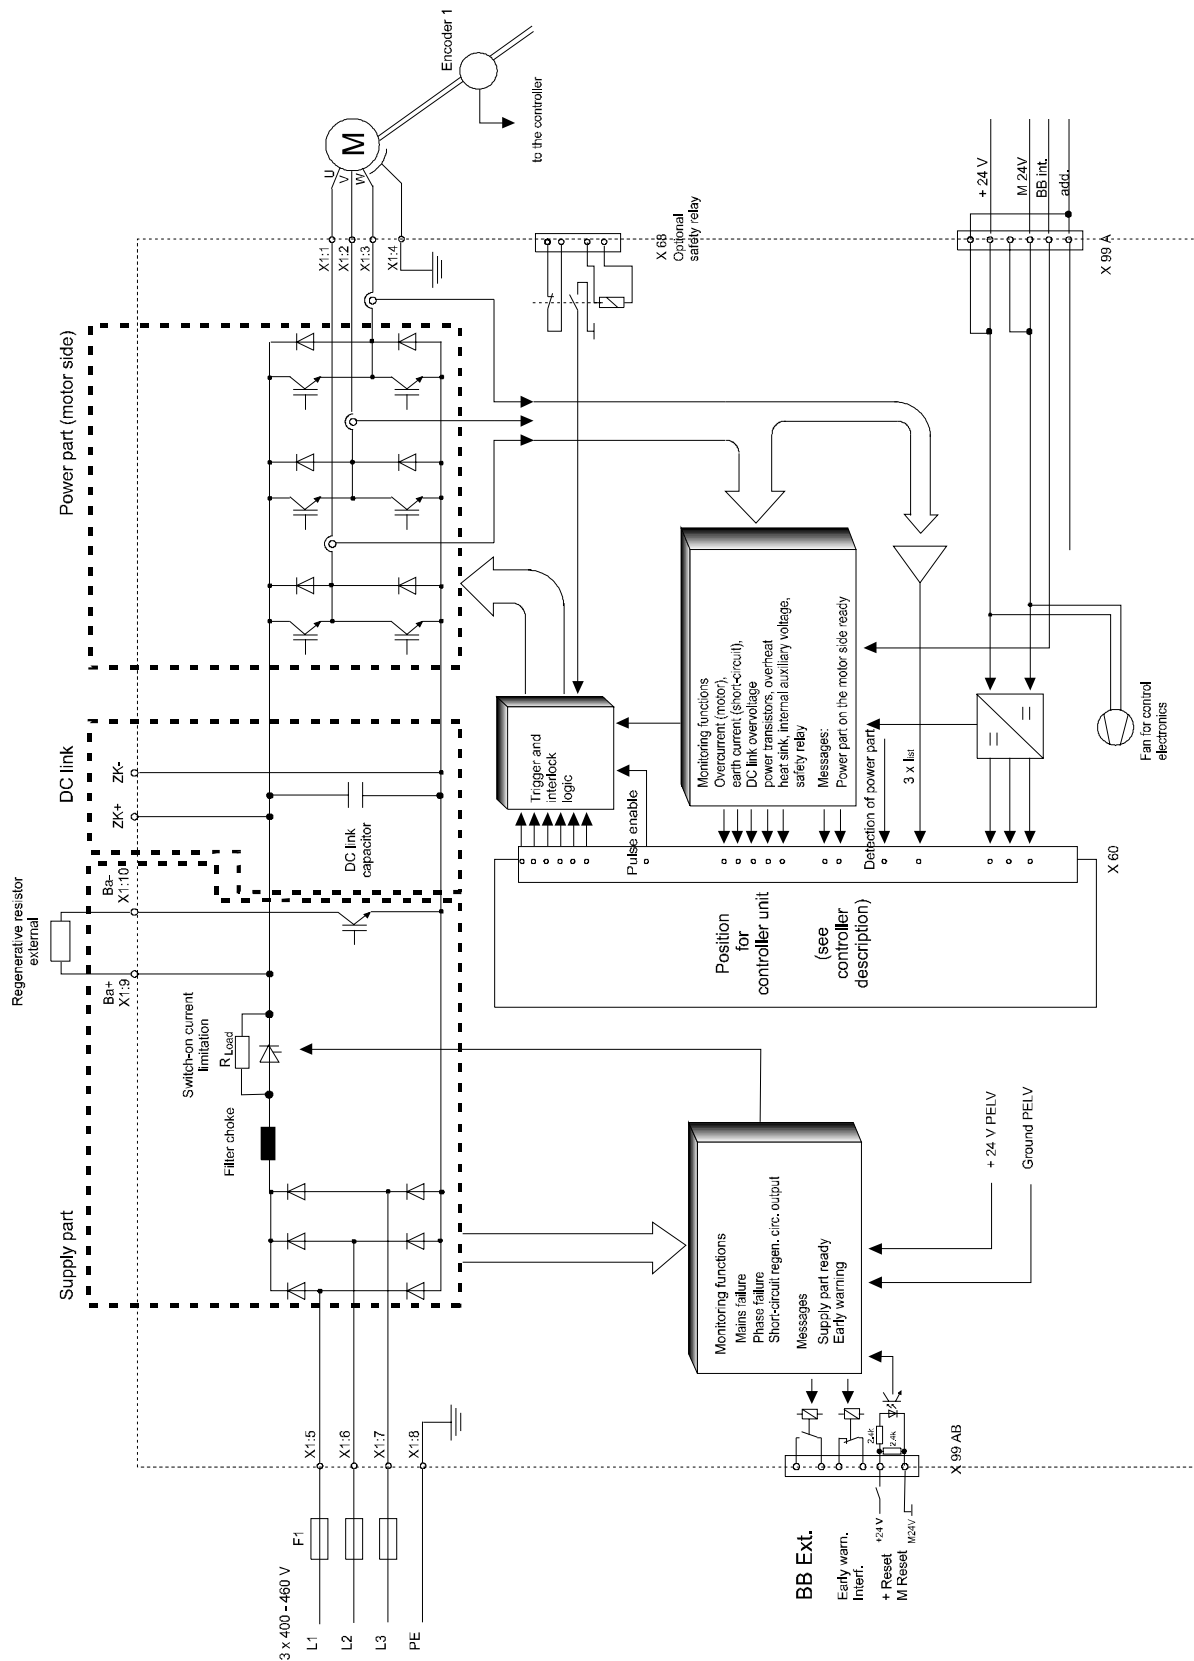 Supply part
DC link
Power part (motor side)
Regenerative resistor
external
Ba+
X1:9
Ba-
X1:10
ZK+
ZK-
Switch-on current
limitation
R Load
Filter choke
DC link
capacitor
3 x 400 - 460 V
F1
L1
L2
L3
PE
X1:5
X1:6
X1:7
X1:8
X1:1
X1:2
X1:3
X1:4
U
V
W
M
Encoder 1
to the controller
X 68
Optional
safety relay
Trigger and
interlock
logic
Pulse enable
Monitoring functions
Overcurrent (motor),
earth current (short-circuit),
DC link overvoltage
power transistors, overheat
heat sink, internal auxiliary voltage,
safety relay
Messages:
Power part on the motor side ready
Detection of power part
3 x Iist
Position
for
controller unit
(see
controller
description)
X 60
Monitoring functions
Mains failure
Phase failure
Short-circuit regen. circ. output
Messages
Supply part ready
Early warning
+ 24 V PELV
Ground PELV
BB Ext.
Early warn.
Interf.
+ Reset
M Reset
+24 V
M24V
2.4k
2.4k
X 99 AB
=
=
Fan for control
electronics
+ 24 V
M 24V
BB int.
add.
X 99 A